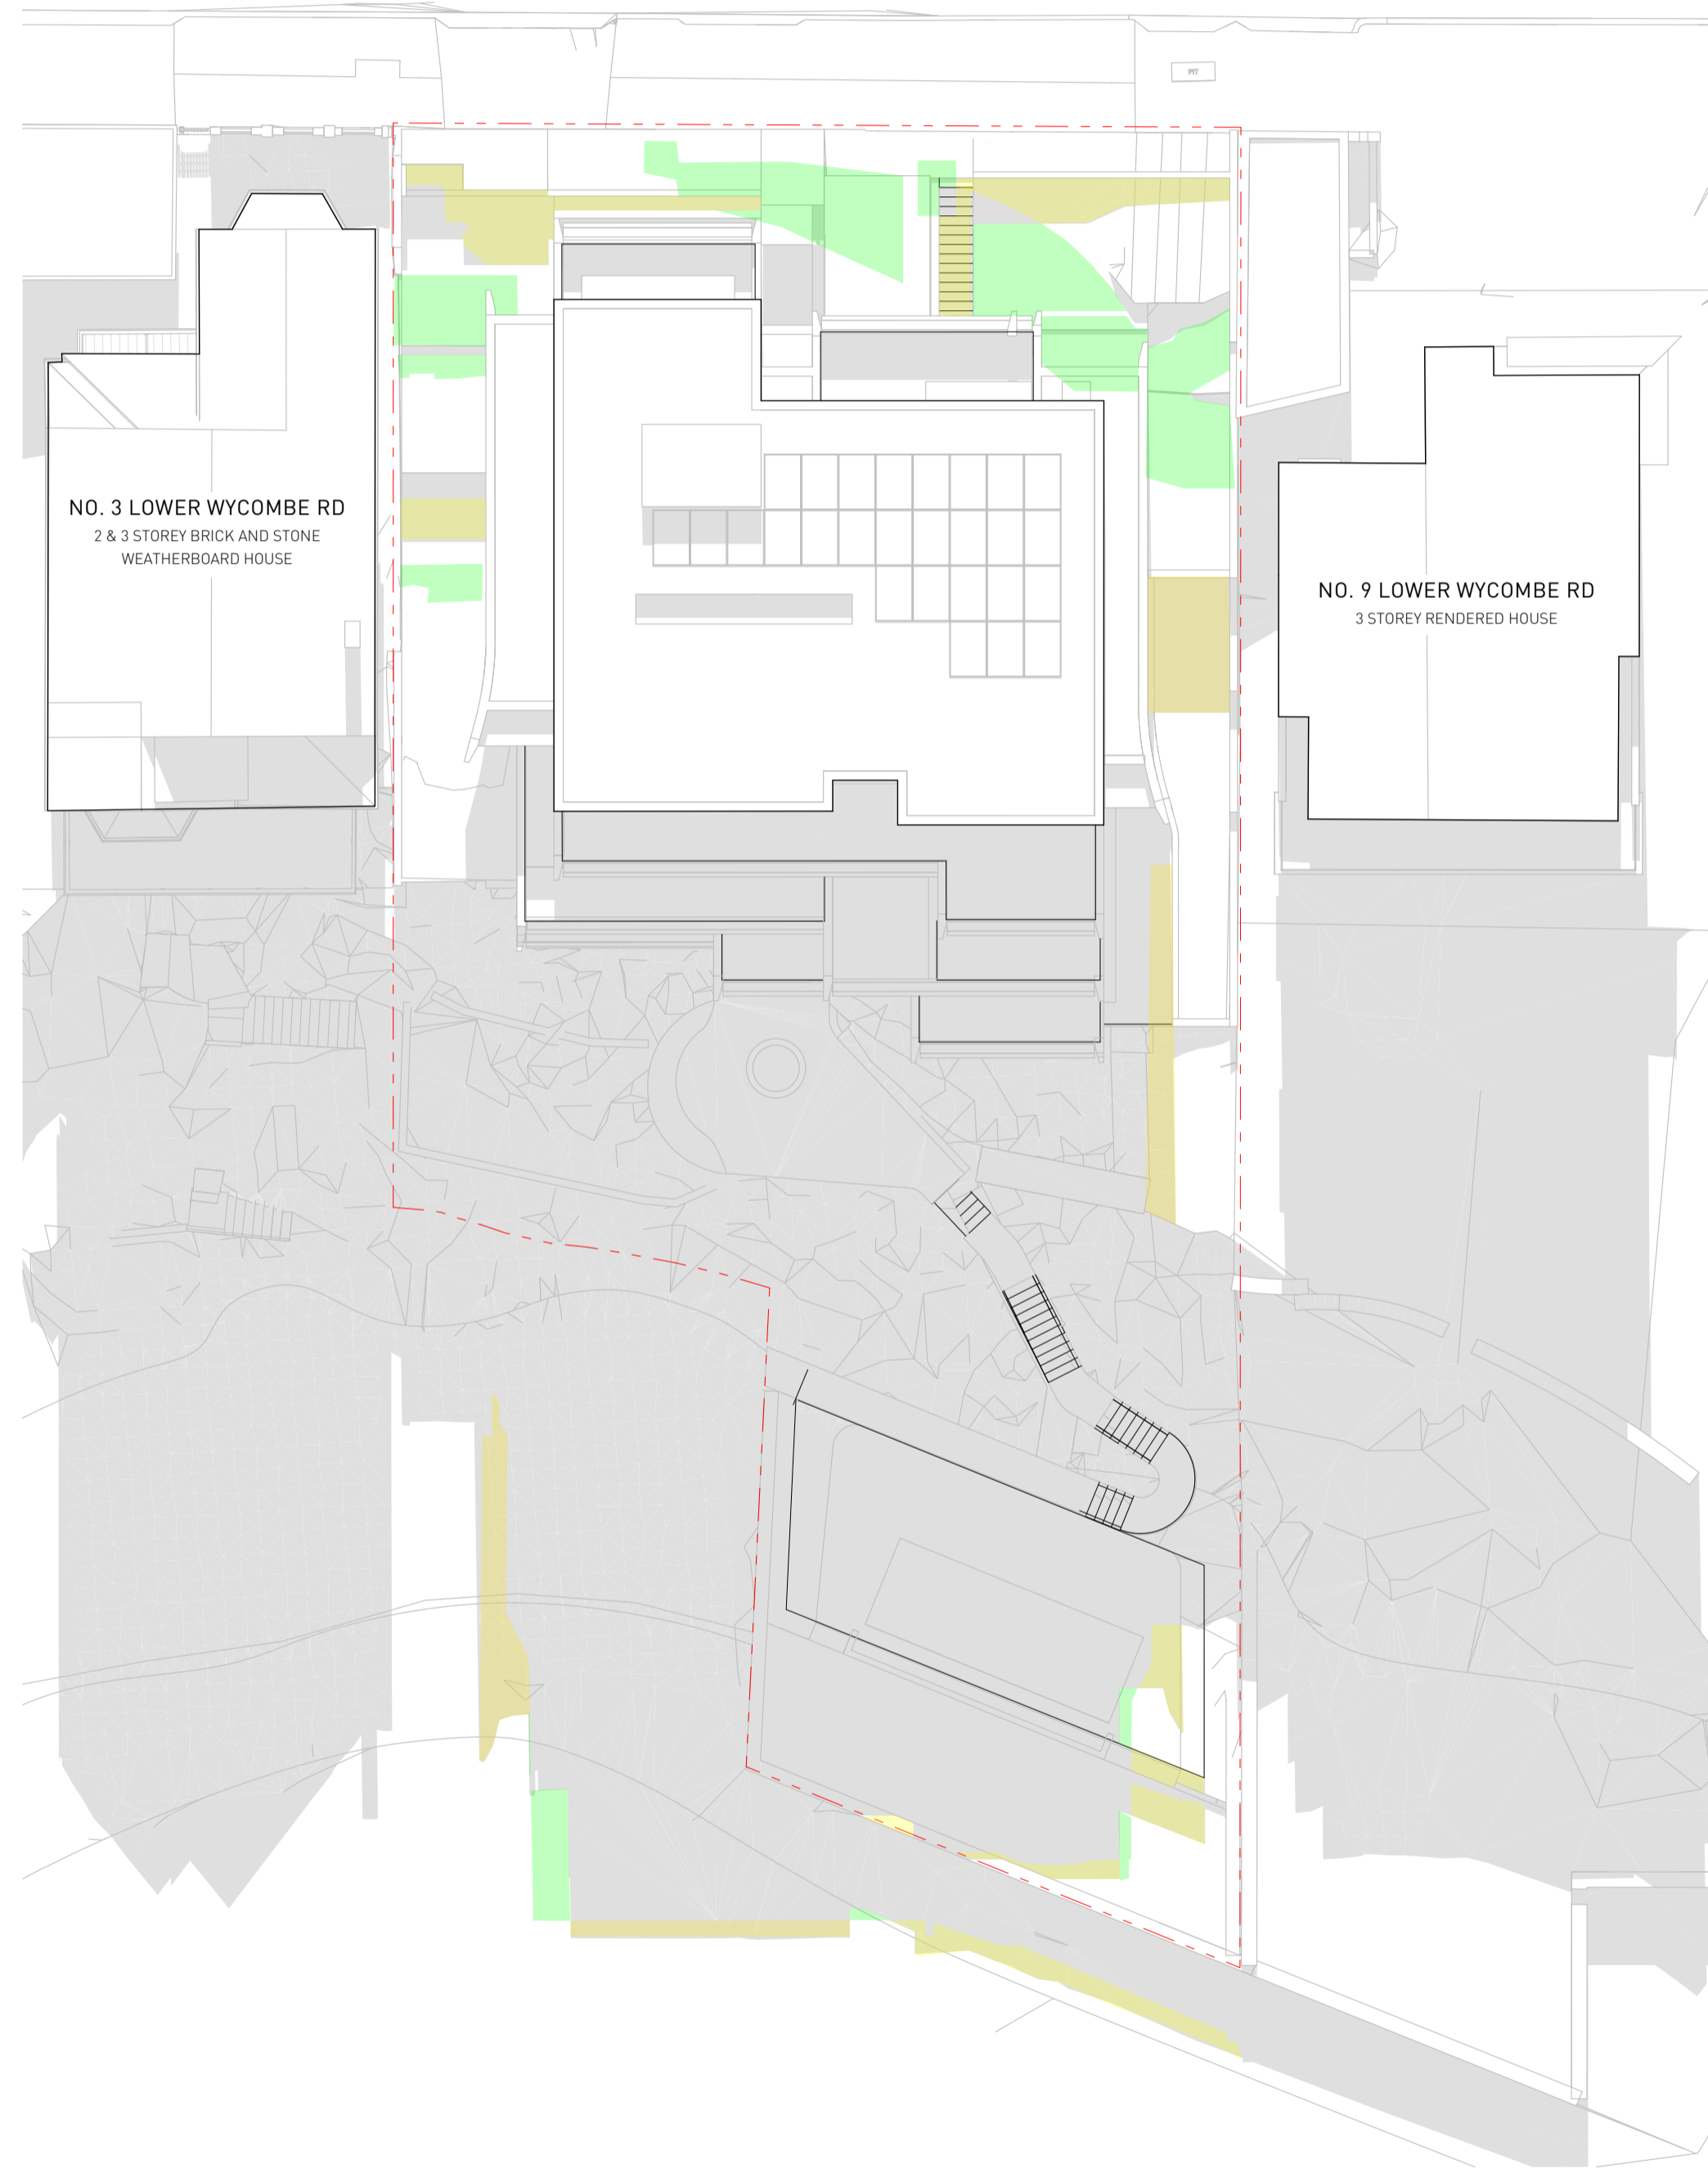 PIT
NO. 3 LOWER WYCOMBE RD
2 & 3 STOREY BRICK AND STONE
WEATHERBOARD HOUSE
NO. 9 LOWER WYCOMBE RD
3 STOREY RENDERED HOUSE